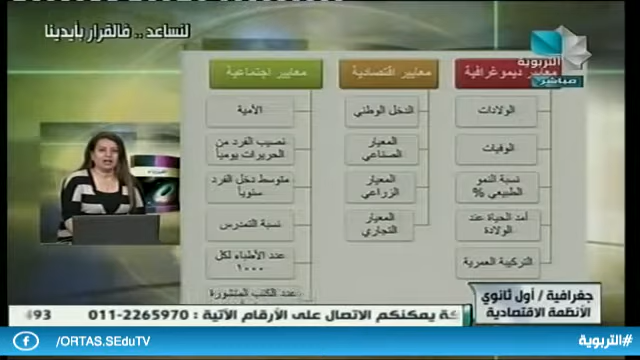 لنساعد .. فالقرار بأيدينا
التربوية
مباشر
معايير ديموغرافية
معايير اقتصادية
معايير اجتماعية
الولادات
الوفيات
نسبة النمو
الطبيعي %
أمد الحياة عند
الولادة
التركيبة العمرية
الدخل الوطني
المعيار
الصناعي
المعيار
الزراعي
المعيار
التجاري
الأمية
نصيب الفرد من
الحريرات يومياً
متوسط دخل الفرد
سنوياً
نسبة التمدرس
عدد الأطباء لكل
١٠٠٠
عدد الكتب المنشورة
جغرافية / أول ثانوي
الأنظمة الاقتصادية
كة يمكنكم الاتصال على الأرقام الآتية : 2265970-011 93#
/ORTAS.SEduTV
#التربوية